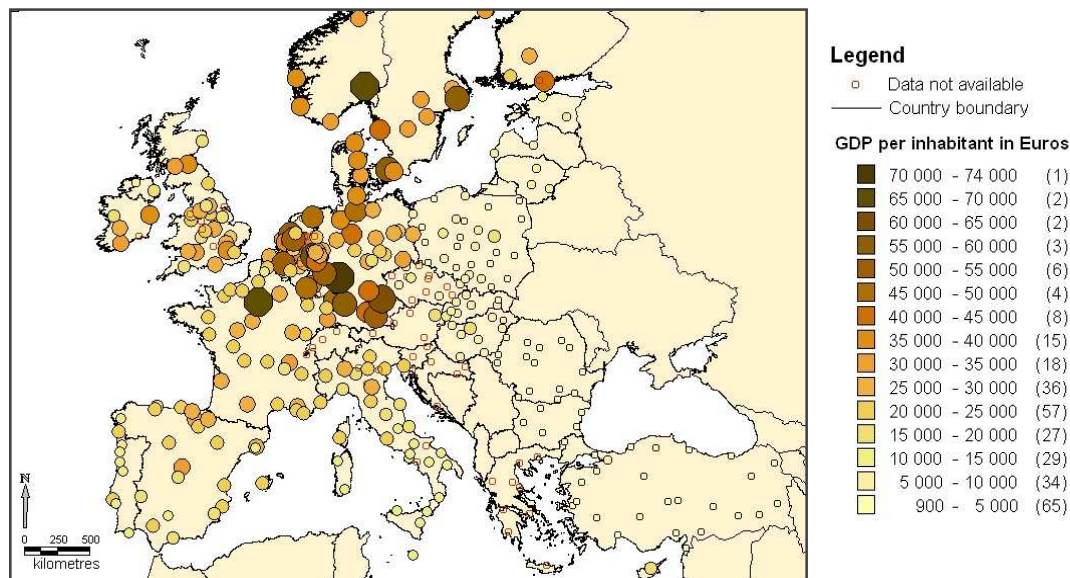 Legend
Data not available
Country boundary
GDP per inhabitant in Euros
70 000 - 74 000 (1)
65 000 - 70 000 (2)
60 000 - 65 000 (2)
55 000 - 60 000 (3)
50 000 - 55 000 (6)
45 000 - 50 000 (4)
40 000 - 45 000 (8)
35 000 - 40 000 (15)
30 000 - 35 000 (18)
25 000 - 30 000 (36)
20 000 - 25 000 (57)
15 000 - 20 000 (27)
10 000 - 15 000 (29)
5 000 - 10 000 (34)
900 - 5 000 (65)
N
0 250 500
kilometres